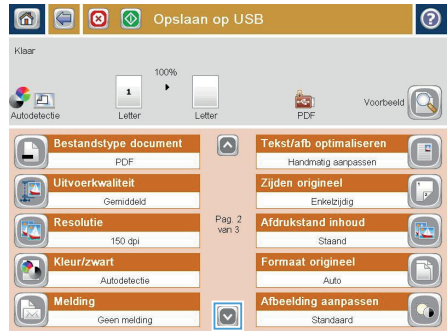 Opslaan op USB
Klaar
100%
1
Autodetectie
Letter
Letter
PDF
Voorbeeld
Bestandstype document
PDF
Uitvoerkwaliteit
Gemiddeld
Resolutie
150 dpi
Kleur/zwart
Autodetectie
Melding
Geen melding
Pag. 2
van 3
Tekst/afb optimaliseren
Handmatig aanpassen
Zijden origineel
Enkelzijdig
Afdrukstand inhoud
Staand
Formaat origineel
Auto
Afbeelding aanpassen
Standaard